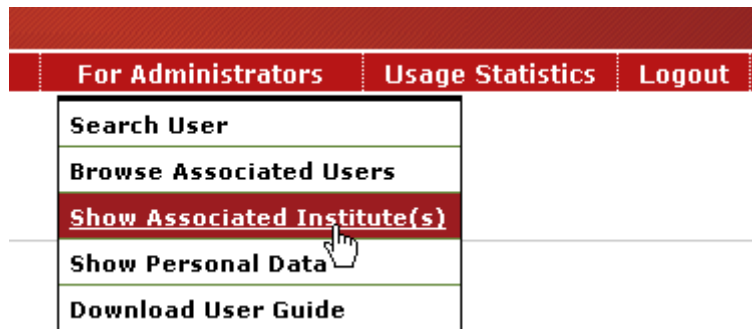 For Administrators Usage Statistics Logout
Search User
Browse Associated Users
Show Associated Institute(s)
Show Personal Data
Download User Guide